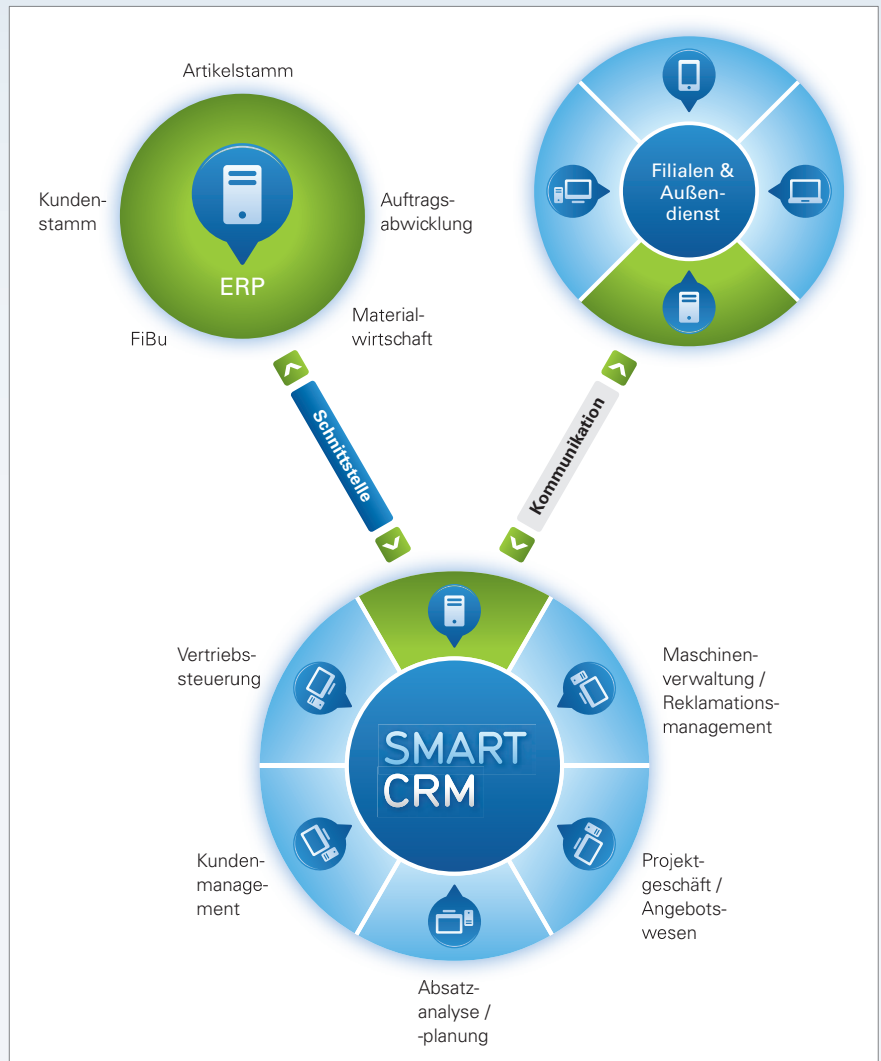 Artikelstamm
Kunden-
stamm
ERP
Auftrags-
abwicklung
Material-
wirtschaft
FiBu
Filialen &
Außen-
dienst
Schnittstelle
Kommunikation
SMART
CRM
Vertriebs-
steuerung
Maschinen-
verwaltung /
Reklamations-
management
Kunden-
manage-
ment
Projekt-
geschäft /
Angebots-
wesen
Absatz-
analyse /
-planung